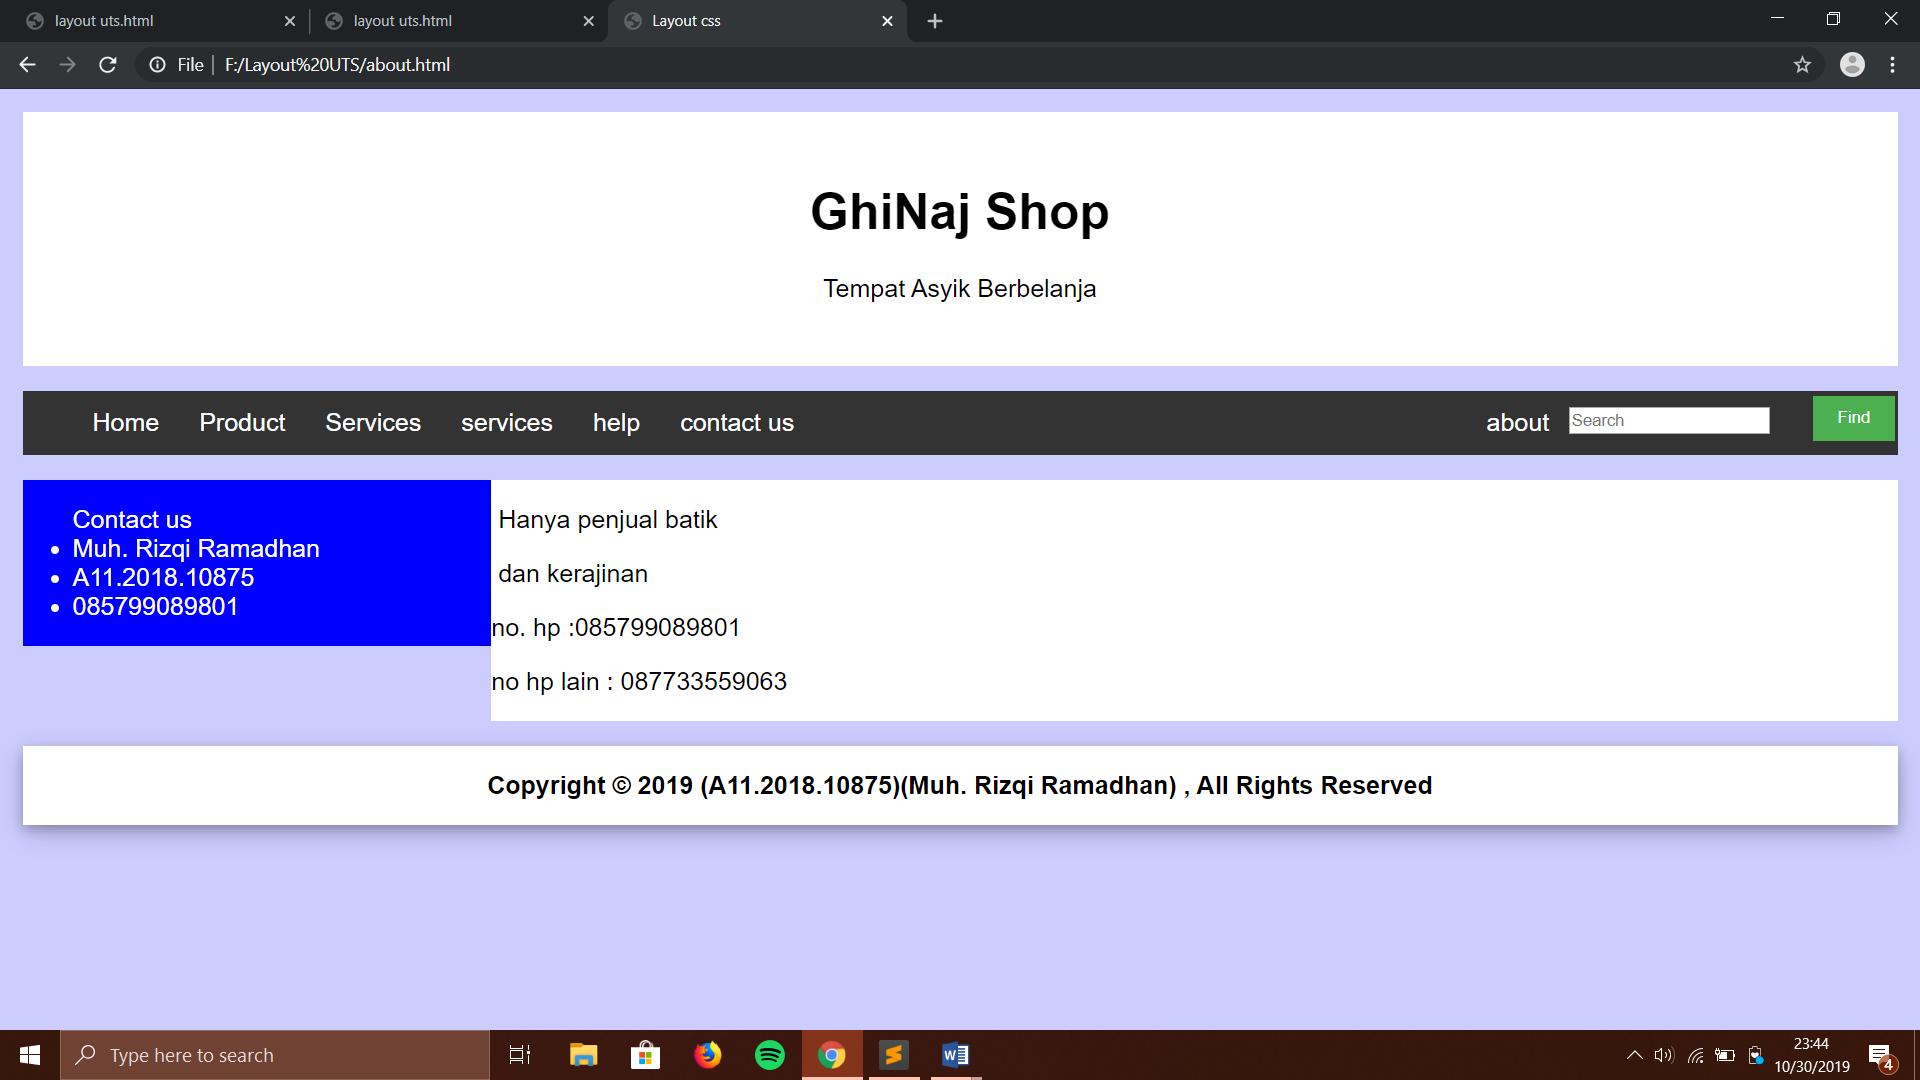 layout uts.html
layout uts.html
Layout css
File
F:/Layout%20UTS/about.html
GhiNaj Shop
Tempat Asyik Berbelanja
Home Product Services services help contact us about Search Find
Contact us
Muh. Rizqi Ramadhan
A11.2018.10875
085799089801
Hanya penjual batik
dan kerajinan
no. hp :085799089801
no hp lain : 087733559063
Copyright © 2019 (A11.2018.10875)(Muh. Rizqi Ramadhan) , All Rights Reserved
Type here to search
23:44
10/30/2019
4